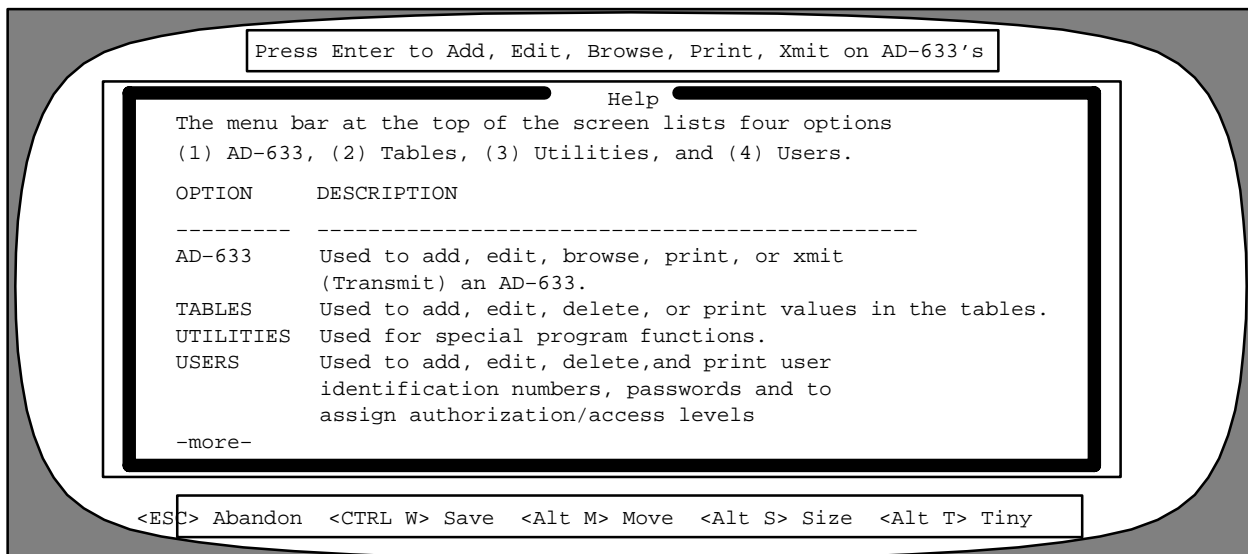 Press Enter to Add, Edit, Browse, Print, Xmit on AD-633's
Help
The menu bar at the top of the screen lists four options
(1) AD-633, (2) Tables, (3) Utilities, and (4) Users.
OPTION DESCRIPTION
--------- -----------------------------------------------
AD-633 Used to add, edit, browse, print, or xmit
(Transmit) an AD-633.
TABLES Used to add, edit, delete, or print values in the tables.
UTILITIES Used for special program functions.
USERS Used to add, edit, delete,and print user
identification numbers, passwords and to
assign authorization/access levels
-more-
<ESC> Abandon <CTRL W> Save <Alt M> Move <Alt S> Size <Alt T> Tiny